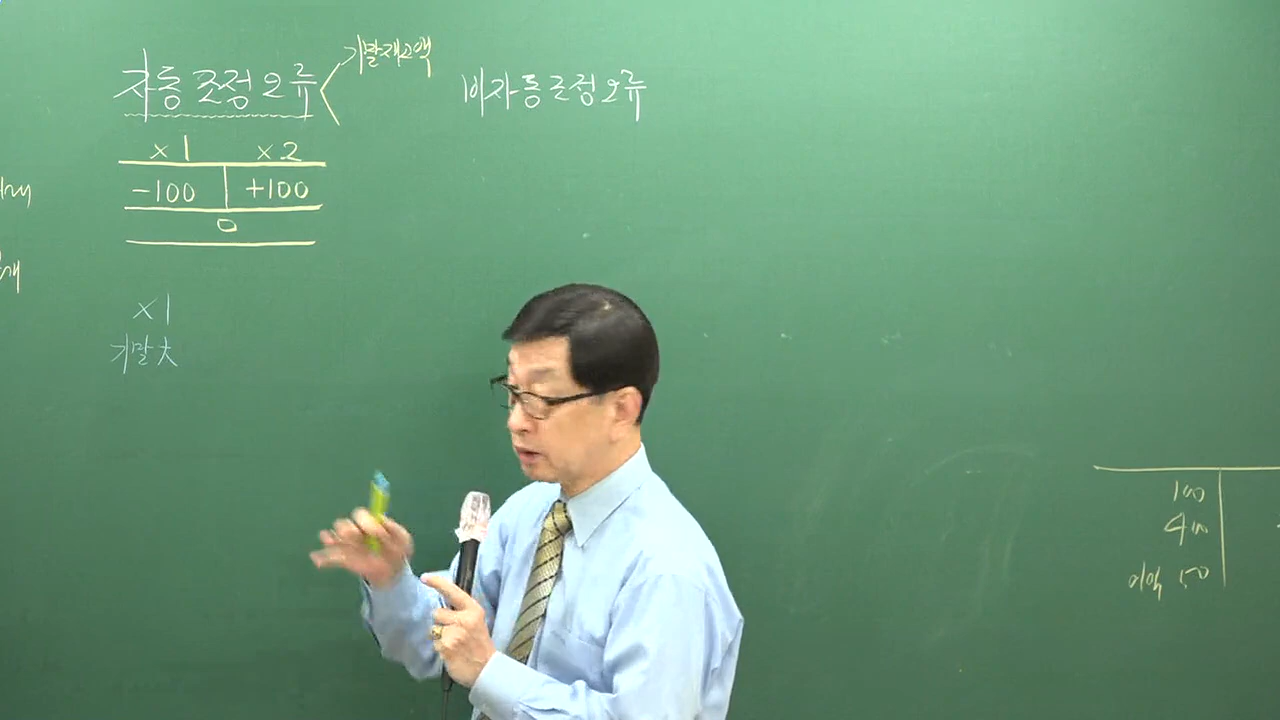 기말재고액
자동조정오류
비자동조정오류
×1 ×2
-100 +100
0
×1
기말大
100
400
이익 50